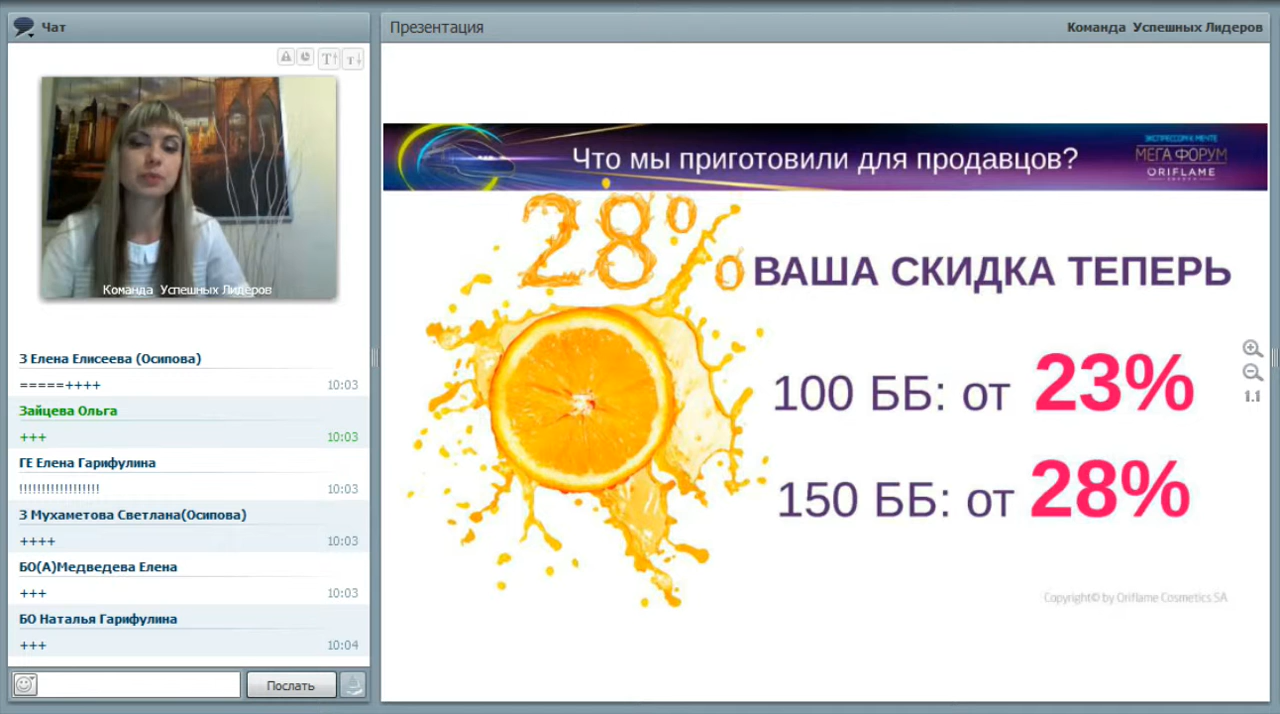 Чат
Команда Успешных Лидеров
З Елена Елисеева (Осипова)
=====++++ 10:03
Зайцева Ольга
+++ 10:03
ГЕ Елена Гарифулина
!!!!!!!!!!!!!!!!!! 10:03
З Мухаметова Светлана(Осипова)
++++ 10:03
БО(А)Медведева Елена
+++ 10:03
БО Наталья Гарифулина
+++ 10:04
Послать
Презентация
Команда Успешных Лидеров
Что мы приготовили для продавцов?
ЭКСПРЕССОМ К МЕЧТЕ
МЕГА ФОРУМ
ORIFLAME
SWEDEN
28%
ВАША СКИДКА ТЕПЕРЬ
100 ББ: от 23%
150 ББ: от 28%
Copyright© by Oriflame Cosmetics SA
1.1